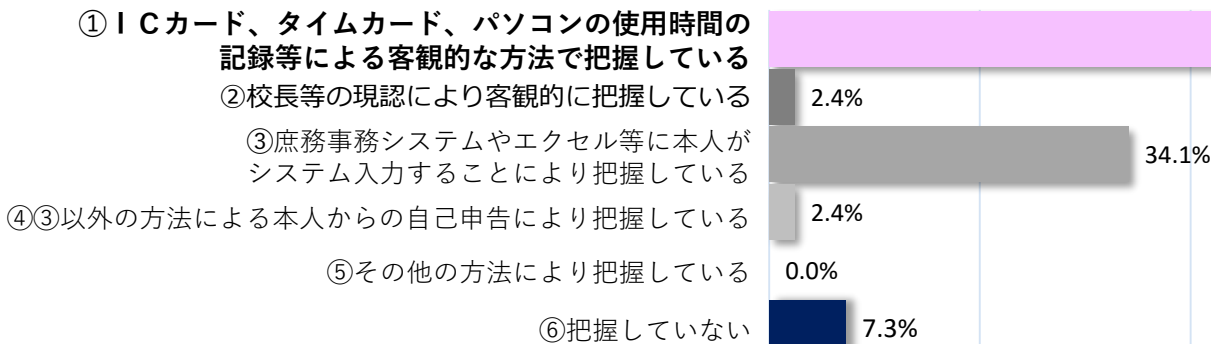 ①ＩＣカード、タイムカード、パソコンの使用時間の
記録等による客観的な方法で把握している
②校長等の現認により客観的に把握している
2.4%
③庶務事務システムやエクセル等に本人が
システム入力することにより把握している
34.1%
④③以外の方法による本人からの自己申告により把握している
2.4%
⑤その他の方法により把握している
0.0%
⑥把握していない
7.3%